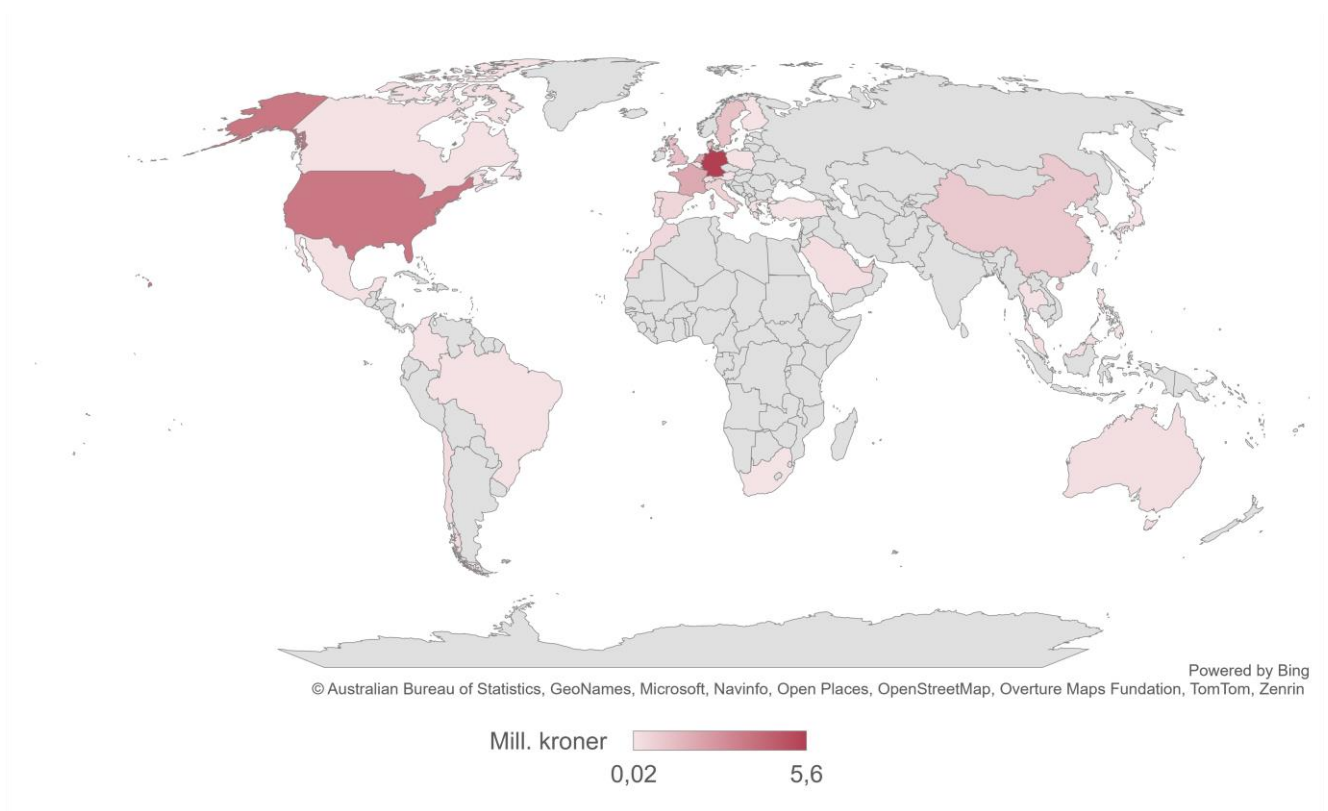 Powered by Bing
© Australian Bureau of Statistics, GeoNames, Microsoft, Navinfo, Open Places, OpenStreetMap, Overture Maps Fundation, TomTom, Zenrin
Mill. kroner
0,02 5,6